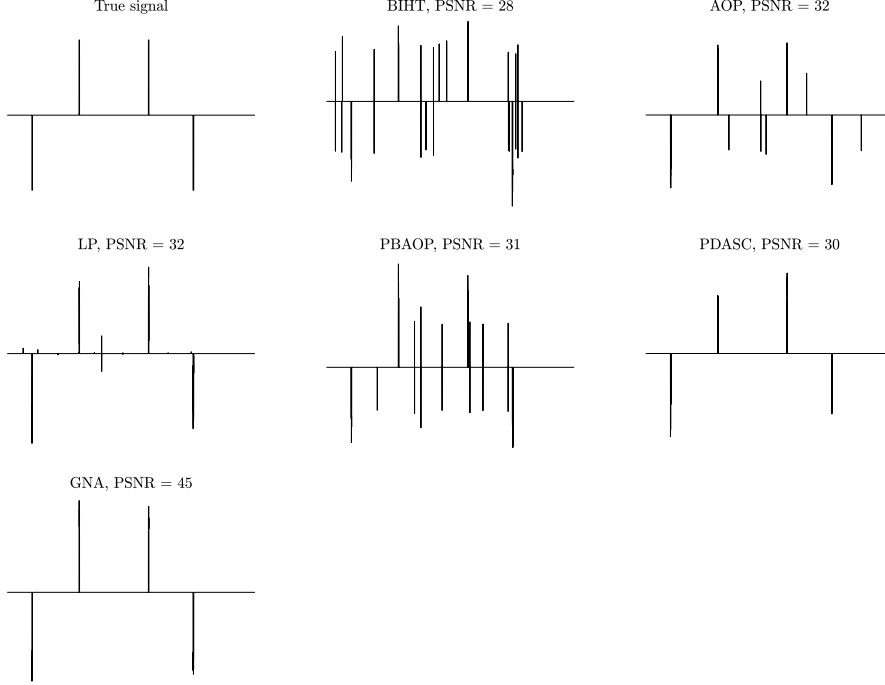 True signal
BIHT, PSNR = 28
AOP, PSNR = 32
LP, PSNR = 32
PBAOP, PSNR = 31
PDASC, PSNR = 30
GNA, PSNR = 45